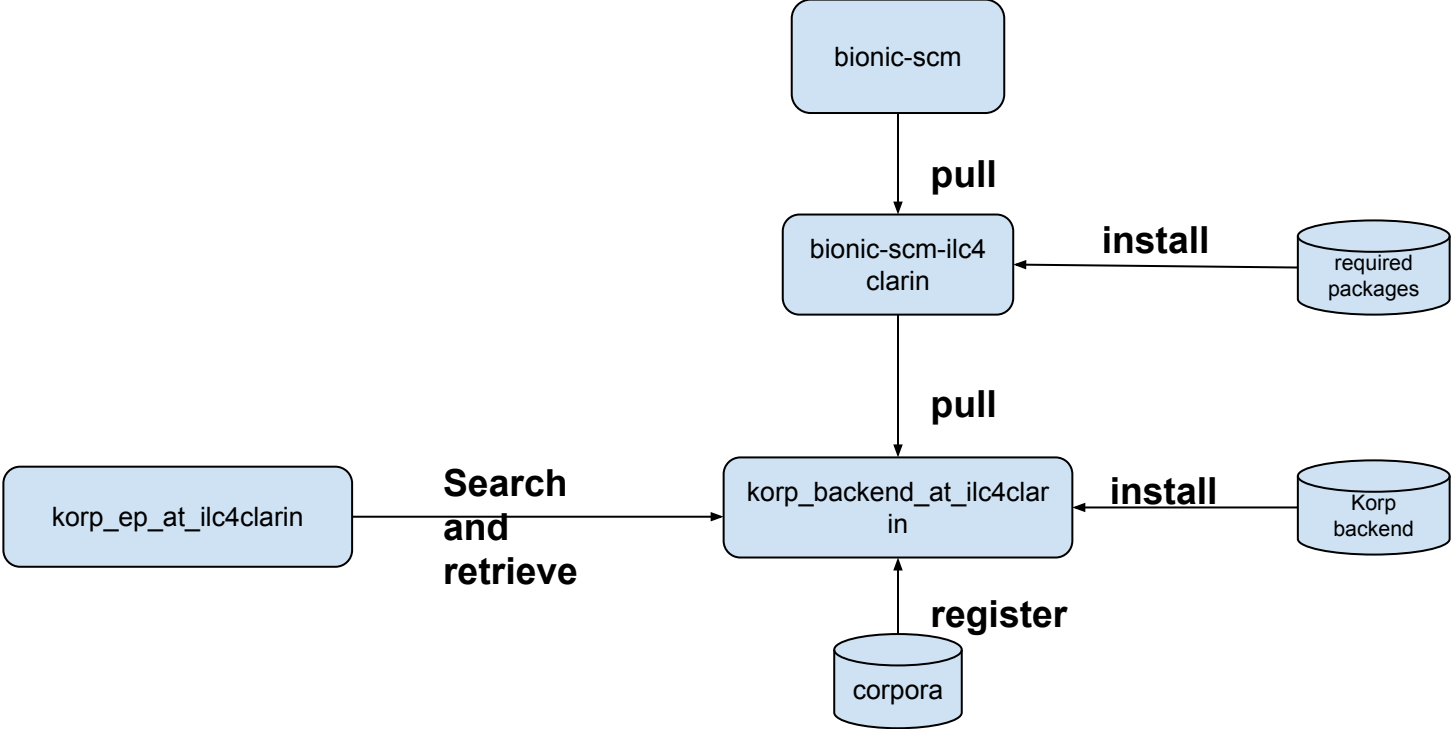 bionic-scm
pull
bionic-scm-ilc4
clarin
install
required
packages
pull
korp_ep_at_ilc4clarin
Search
and
retrieve
korp_backend_at_ilc4clar
in
install
Korp
backend
register
corpora